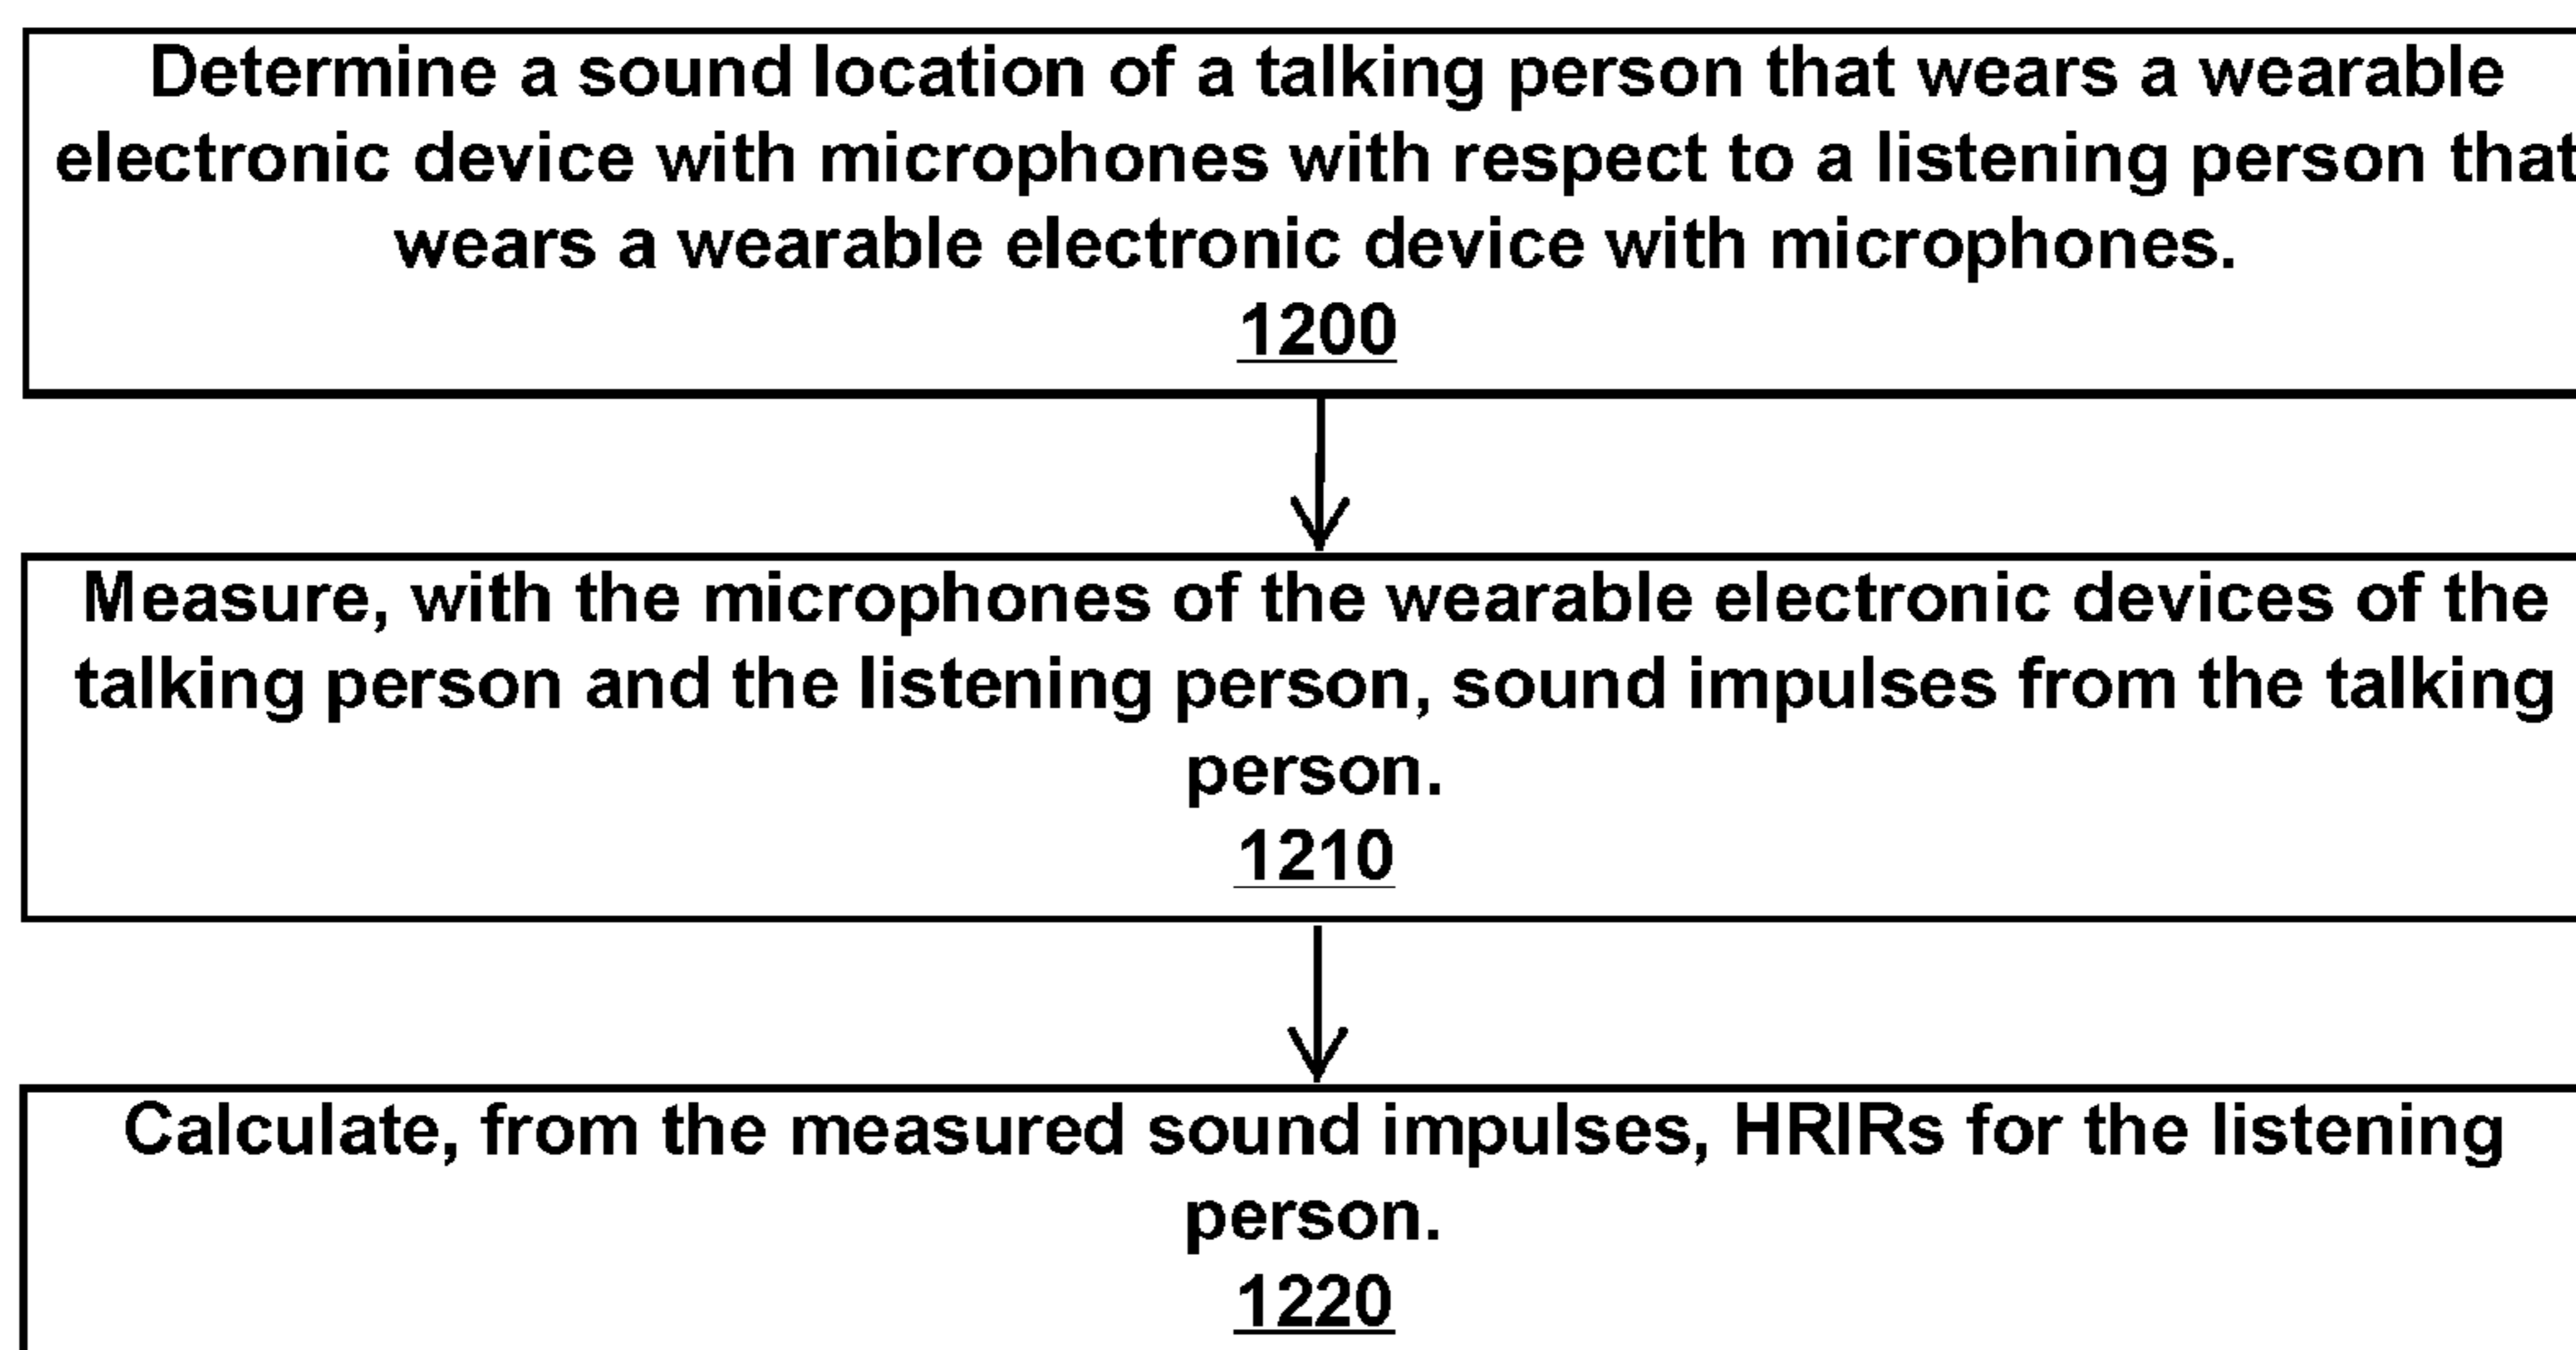 Determine a sound location of a talking person that wears a wearable
electronic device with microphones with respect to a listening person that
wears a wearable electronic device with microphones.
1200
Measure, with the microphones of the wearable electronic devices of the
talking person and the listening person, sound impulses from the talking
person.
1210
Calculate, from the measured sound impulses, HRIRs for the listening
person.
1220